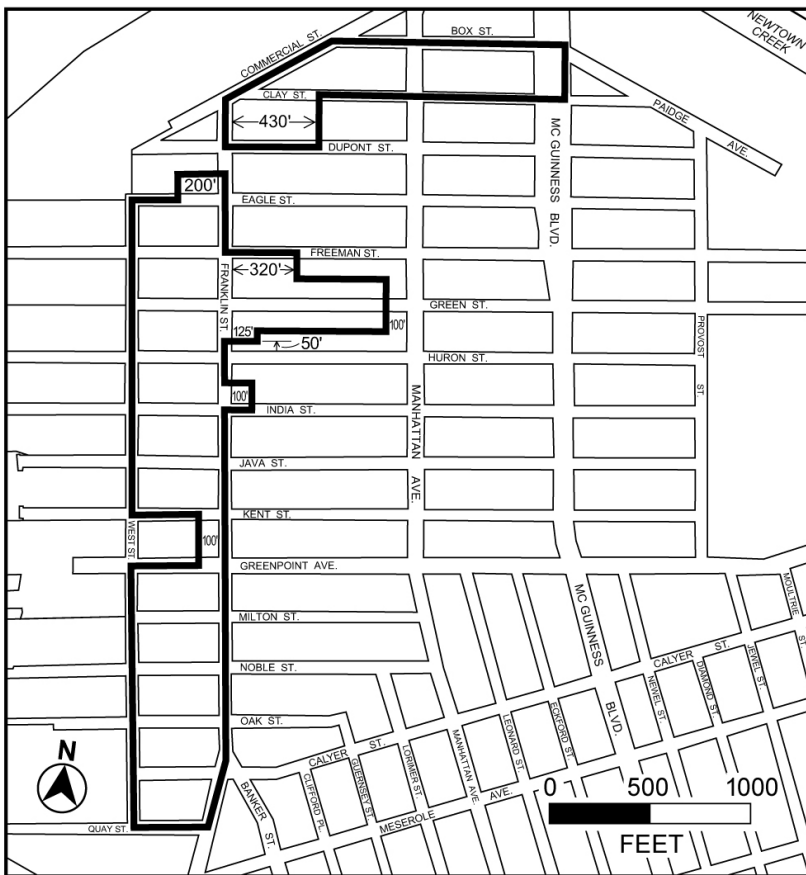 BOX ST.
NEWTOWN
CREEK
COMMERCIAL ST.
CLAY ST.
430'
DUPONT ST.
PAIDGE
AVE.
MC GUINNESS BLVD.
200'
EAGLE ST.
FREEMAN ST.
320'
FRANKLIN ST.
GREEN ST.
PROVOST ST.
125'
100'
50'
HURON ST.
100'
INDIA ST.
MANHATTAN AVE.
JAVA ST.
KENT ST.
WEST ST.
100'
GREENPOINT AVE.
MILTON ST.
MC GUINNESS BLVD.
MOULTRIE ST.
NOBLE ST.
CALYER ST.
JEWEL ST.
DIAMOND ST.
NEWEL ST.
OAK ST.
CALYER ST.
ECKFORD ST.
LEONARD ST.
MANHATTAN AVE.
LORIMER ST.
GUERNSEY ST.
CLIFFORD PL.
BANKER ST.
MESEROLE AVE.
QUAY ST.
N
0 500 1000
FEET